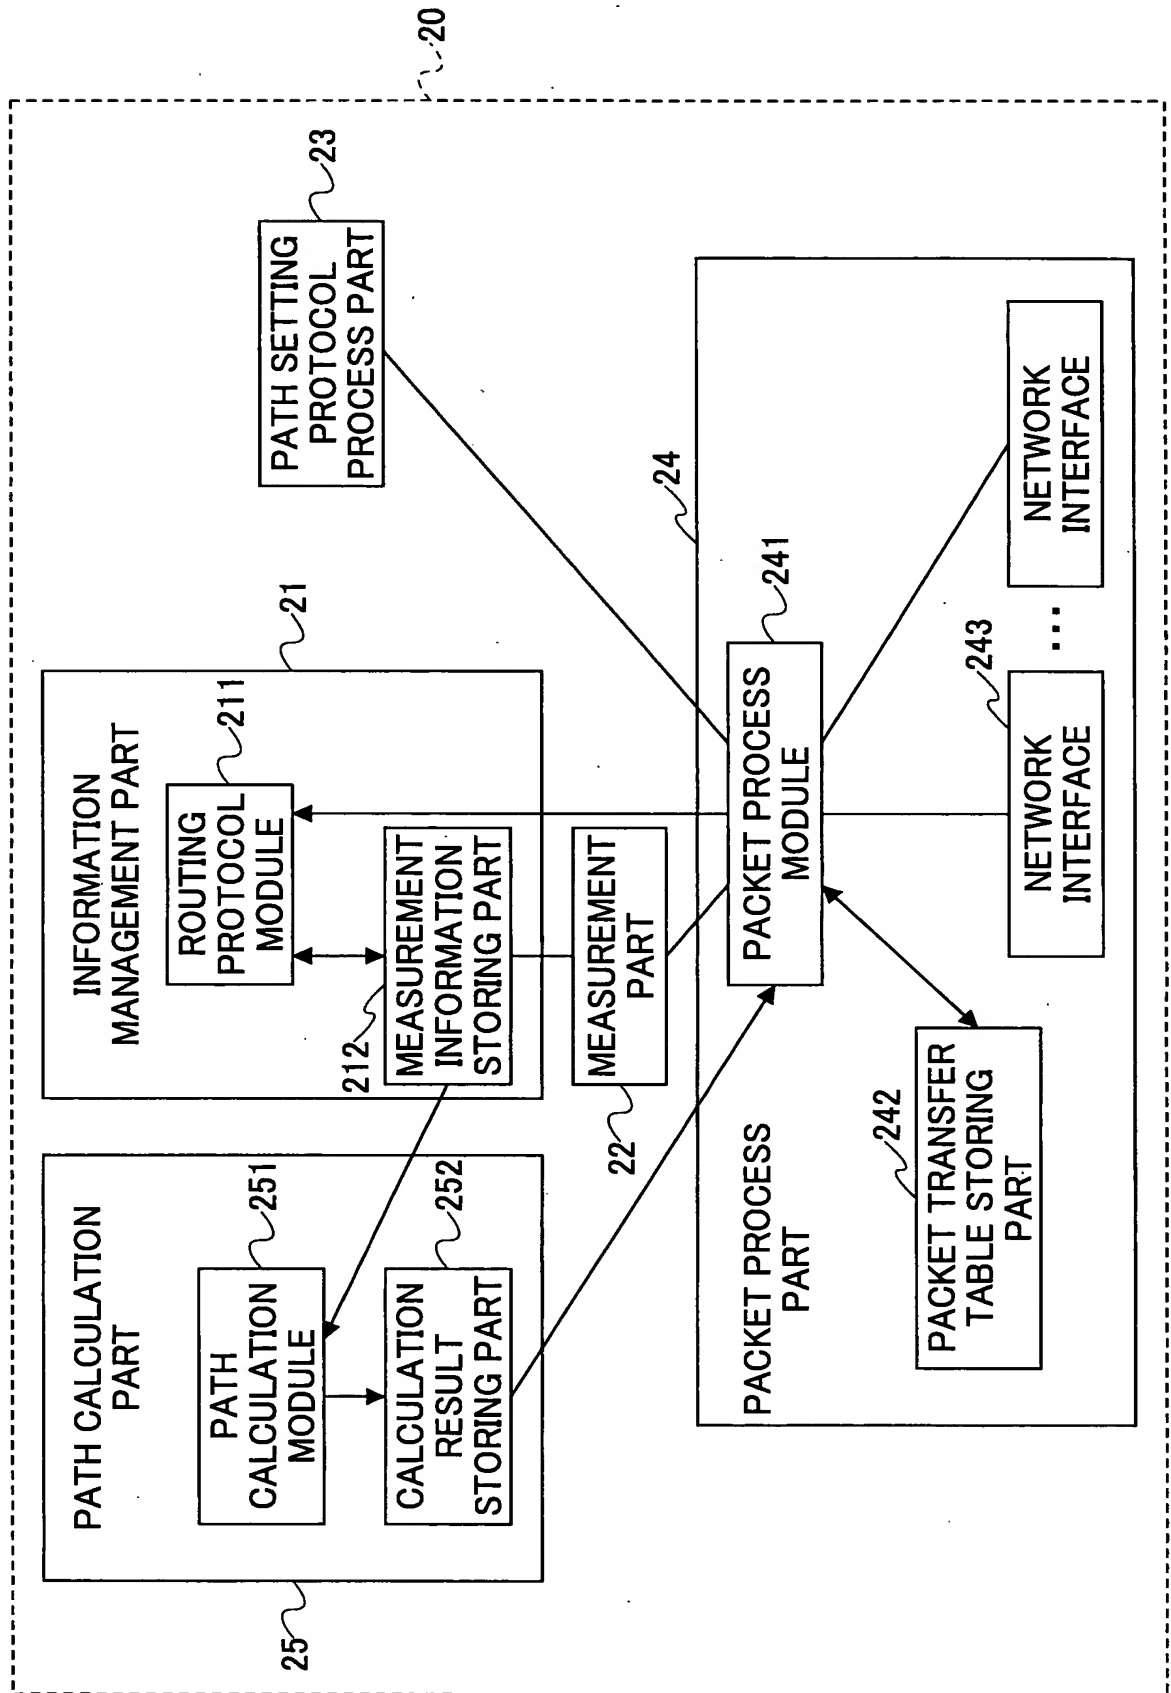 20
PATH CALCULATION
PART
25
PATH
CALCULATION
MODULE
251
CALCULATION
RESULT
STORING PART
252
INFORMATION
MANAGEMENT PART
21
ROUTING
PROTOCOL
MODULE
211
212
MEASUREMENT
INFORMATION
STORING PART
MEASUREMENT
PART
22
PATH SETTING
PROTOCOL
PROCESS PART
23
24
PACKET PROCESS
PART
PACKET PROCESS
MODULE
241
242
PACKET TRANSFER
TABLE STORING
PART
243
NETWORK
INTERFACE
...
NETWORK
INTERFACE